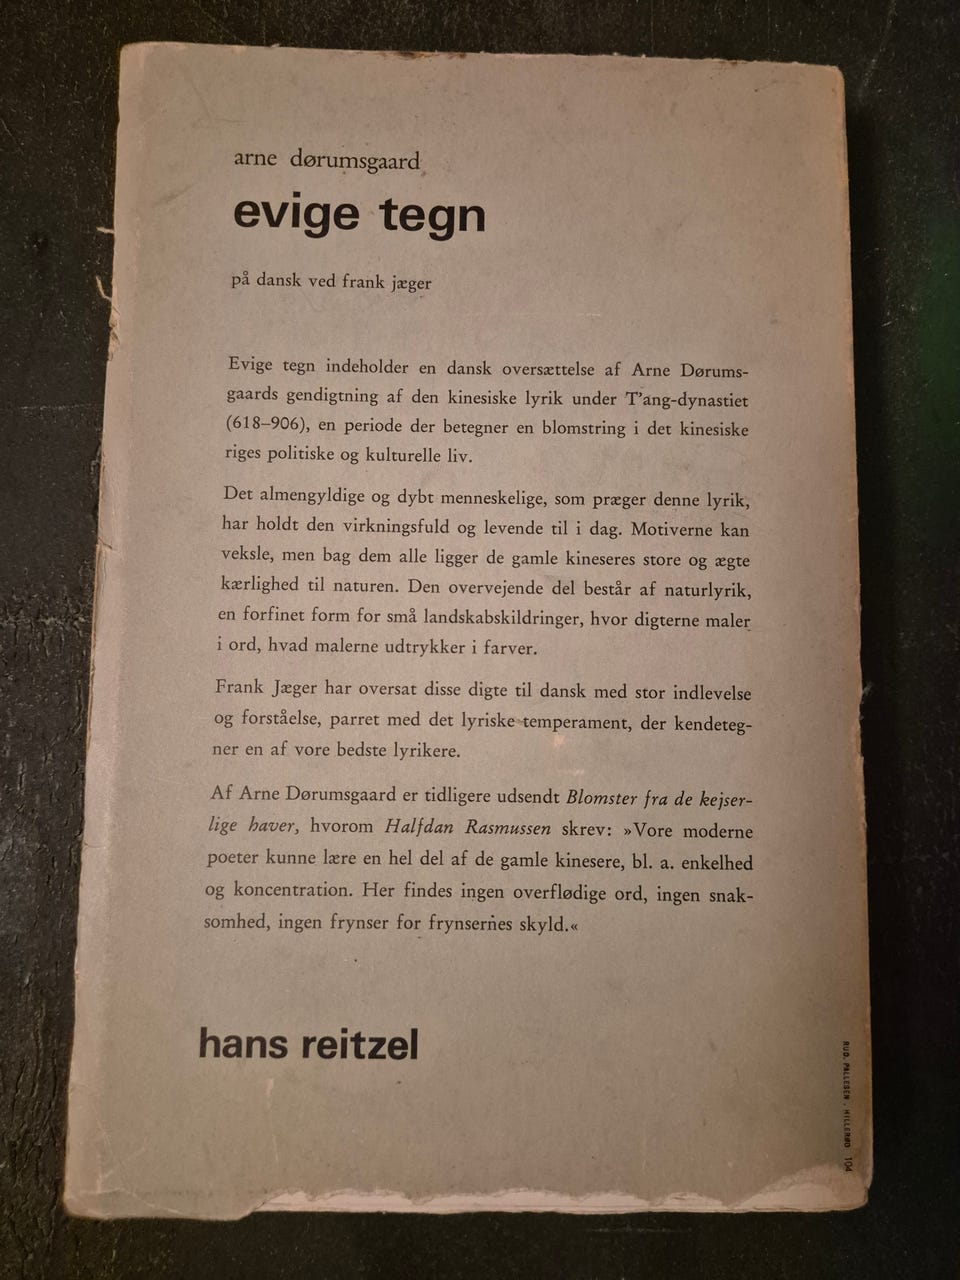 arne dørumsgaard
evige tegn
på dansk ved frank jæger
Evige tegn indeholder en dansk oversættelse af Arne Dørums-
gaards gendigtning af den kinesiske lyrik under T'ang-dynastiet
(618–906), en periode der betegner en blomstring i det kinesiske
riges politiske og kulturelle liv.
Det almengyldige og dybt menneskelige, som præger denne lyrik,
har holdt den virkningsfuld og levende til i dag. Motiverne kan
veksle, men bag dem alle ligger de gamle kineseres store og ægte
kærlighed til naturen. Den overvejende del består af naturlyrik,
en forfinet form for små landskabskildringer, hvor digterne maler
i ord, hvad malerne udtrykker i farver.
Frank Jæger har oversat disse digte til dansk med stor indlevelse
og forståelse, parret med det lyriske temperament, der kendeteg-
ner en af vore bedste lyrikere.
Af Arne Dørumsgaard er tidligere udsendt Blomster fra de kejser-
lige haver, hvorom Halfdan Rasmussen skrev: »Vore moderne
poeter kunne lære en hel del af de gamle kinesere, bl. a. enkelhed
og koncentration. Her findes ingen overflødige ord, ingen snak-
somhed, ingen frynser for frynsernes skyld.«
hans reitzel
RUD. PALLESEN . HILLERØD 104